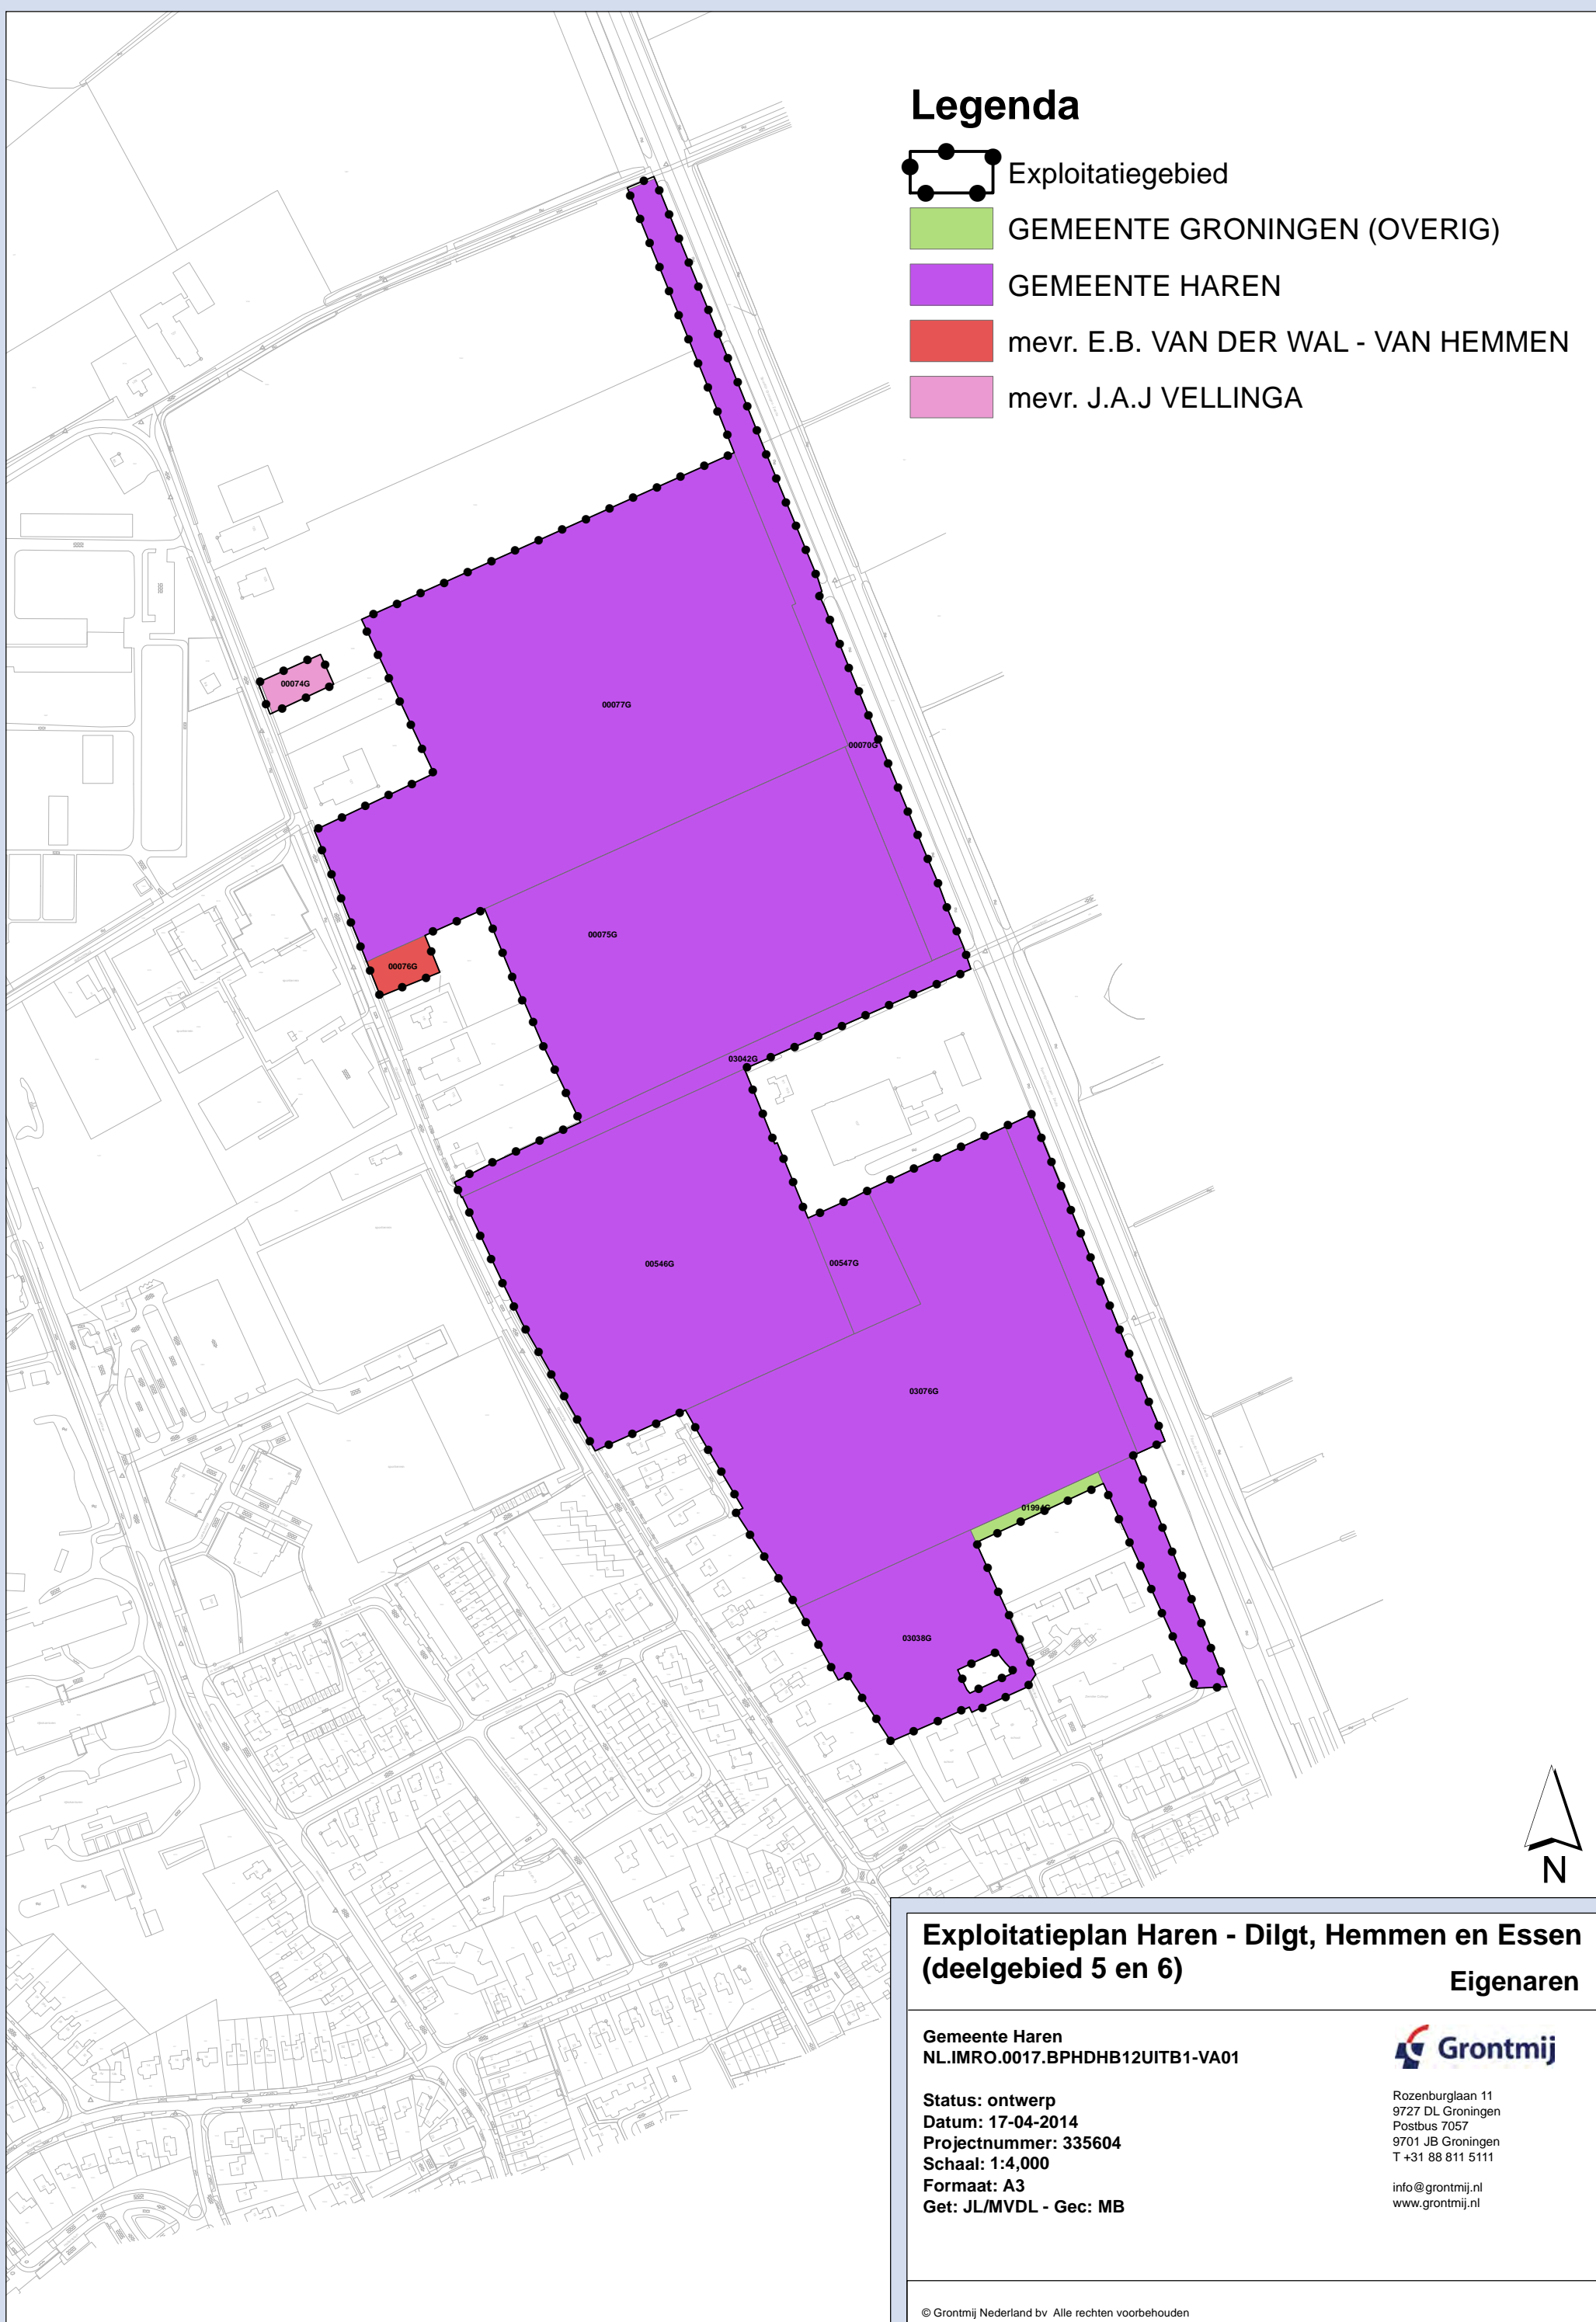 Legenda
Exploitatiegebied
GEMEENTE GRONINGEN (OVERIG)
GEMEENTE HAREN
mevr. E.B. VAN DER WAL - VAN HEMMEN
mevr. J.A.J VELLINGA
00074G
00077G
00070G
00075G
00076G
03042G
00546G
00547G
03076G
01994G
03038G
N
Exploitatieplan Haren - Dilgt, Hemmen en Essen
(deelgebied 5 en 6)
Eigenaren
Gemeente Haren
NL.IMRO.0017.BPHDHB12UITB1-VA01
Status: ontwerp
Datum: 17-04-2014
Projectnummer: 335604
Schaal: 1:4,000
Formaat: A3
Get: JL/MVDL - Gec: MB
Grontmij
Rozenburglaan 11
9727 DL Groningen
Postbus 7057
9701 JB Groningen
T +31 88 811 5111
info@grontmij.nl
www.grontmij.nl
© Grontmij Nederland bv Alle rechten voorbehouden